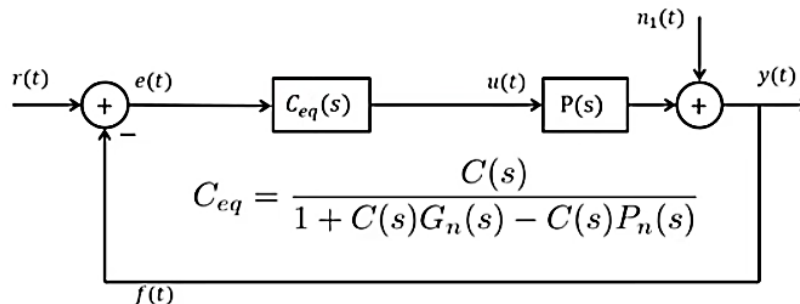 n₁(t)
r(t) e(t) u(t) y(t)
+ C_eq(s) P(s) +
−
C_eq = C(s) / (1 + C(s)G_n(s) − C(s)P_n(s))
f(t)